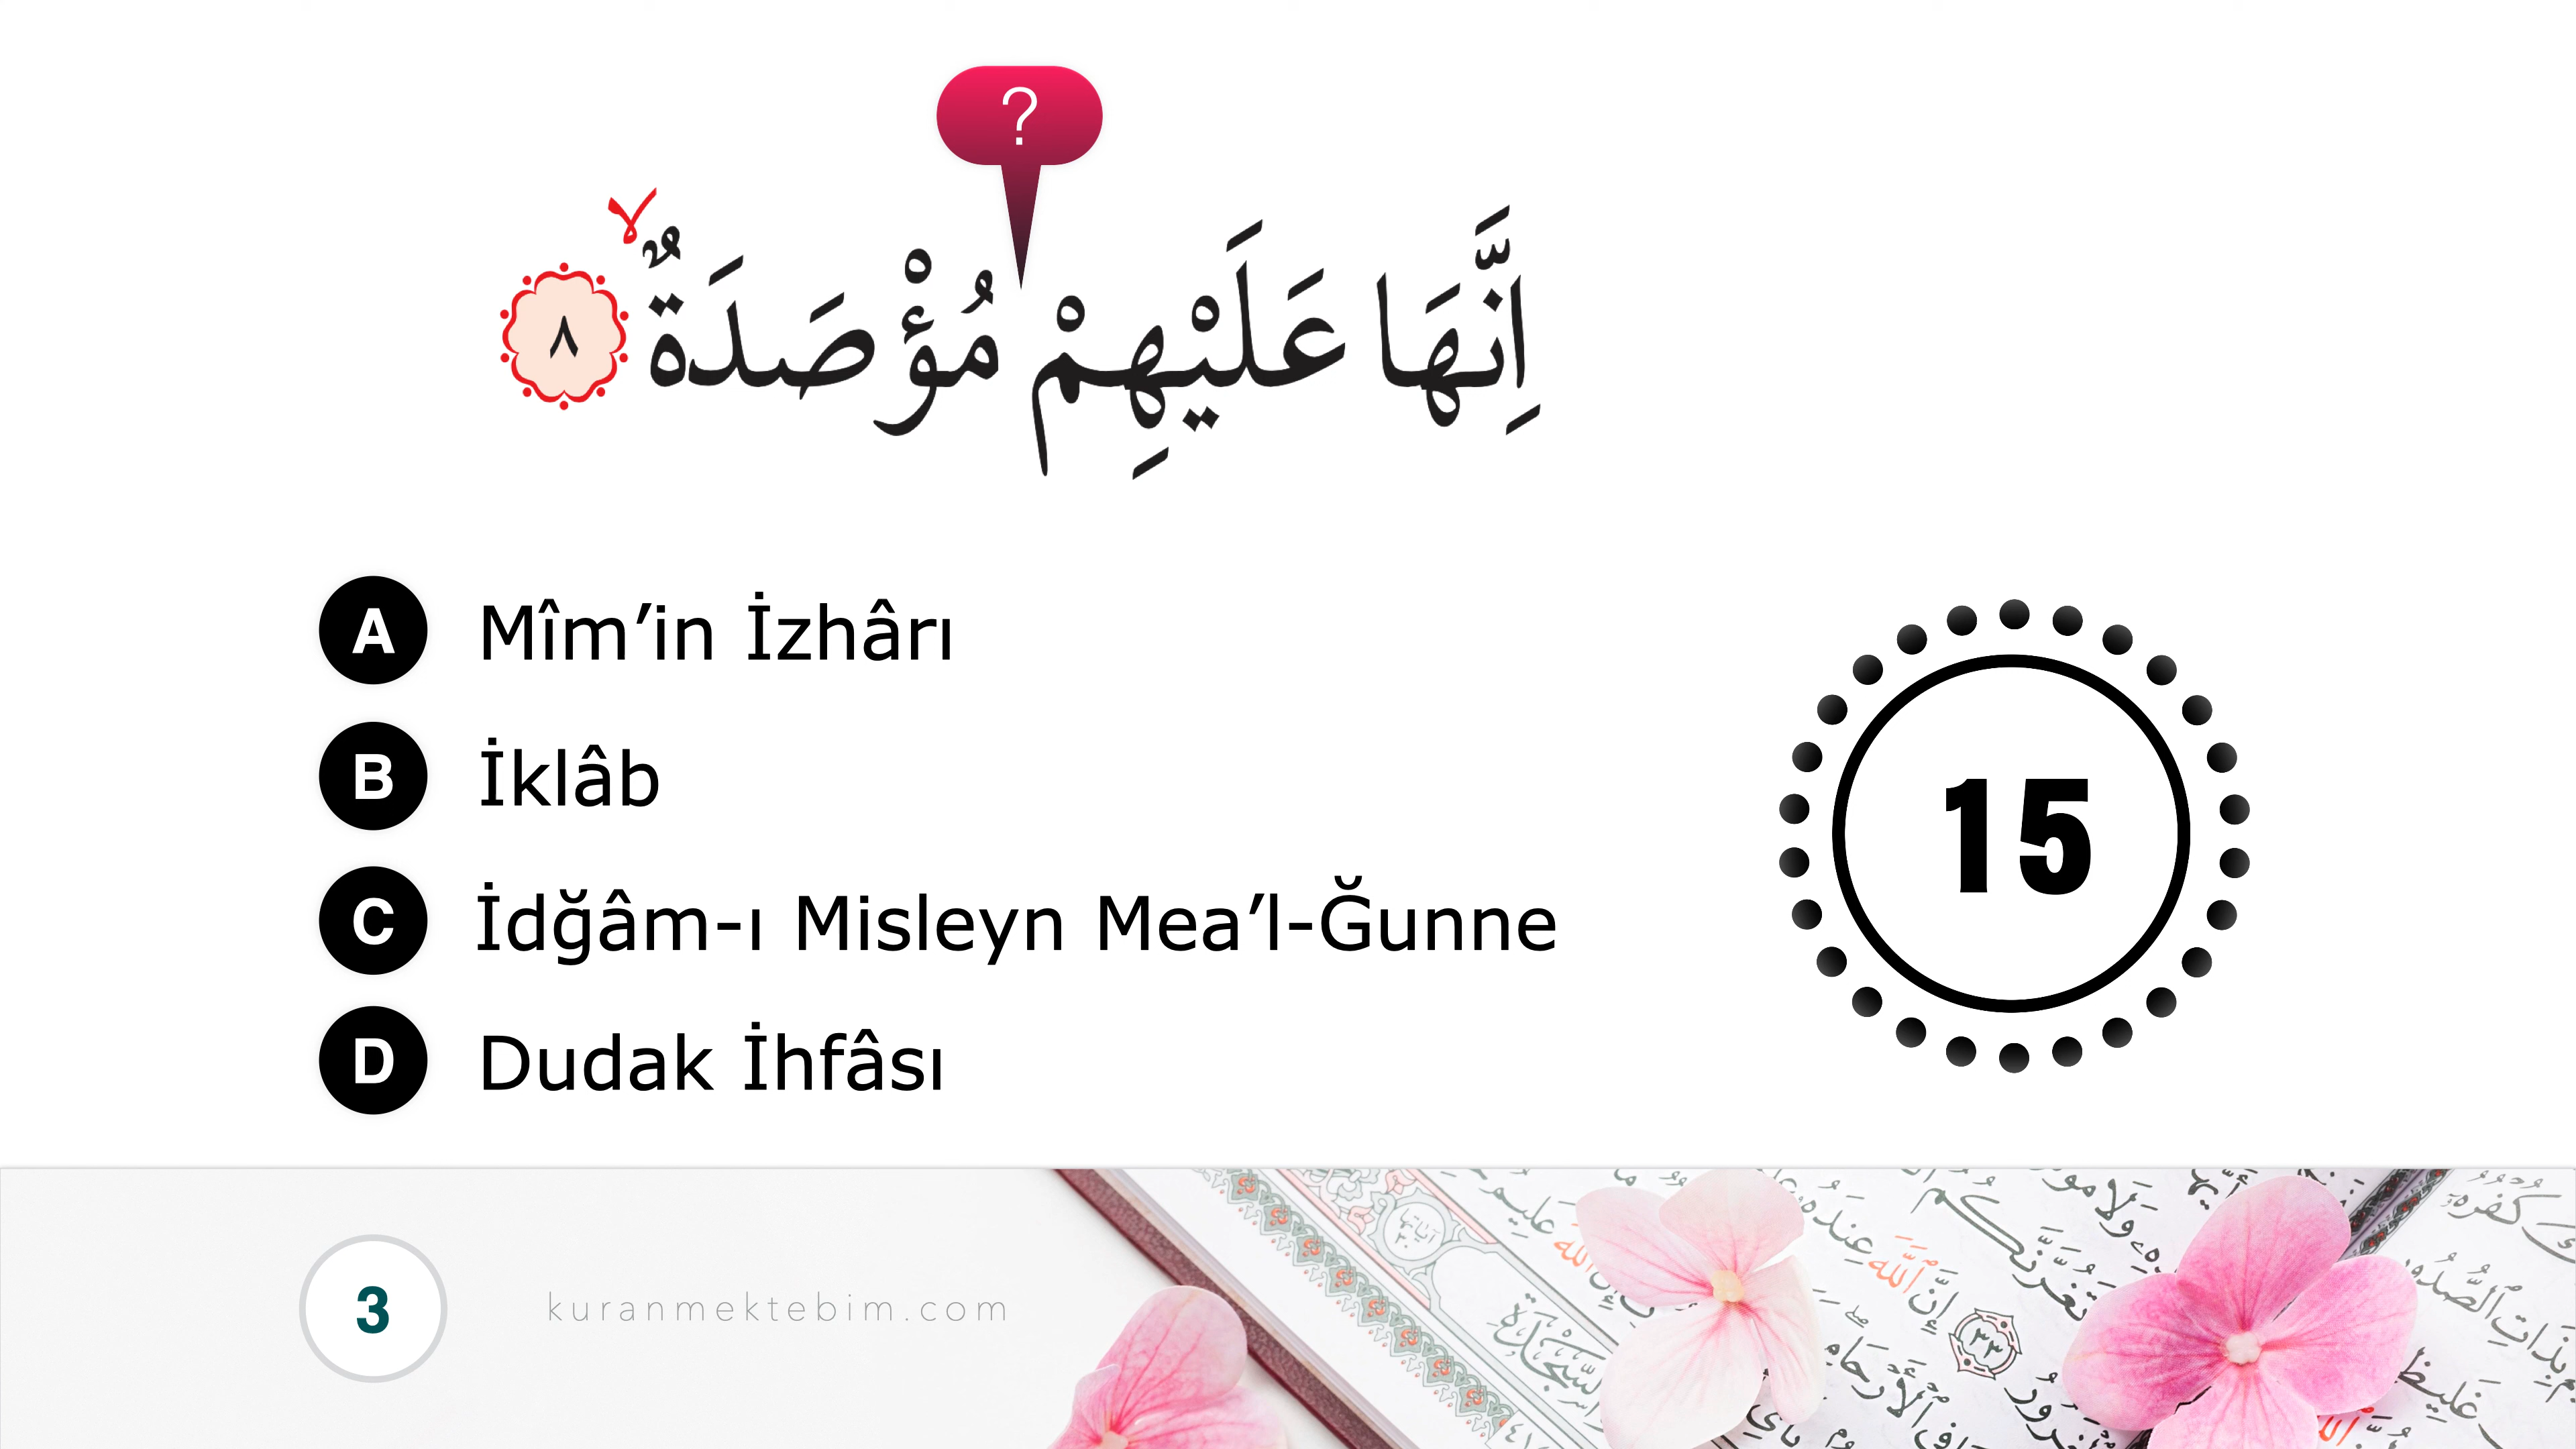 ?
اِنَّهَا عَلَيْهِمْ مُؤْصَدَةٌ ۙ ﴿٨﴾
A Mîm’in İzhârı
B İklâb
C İdğâm-ı Misleyn Mea’l-Ğunne
D Dudak İhfâsı
15
3
kuranmektebim.com